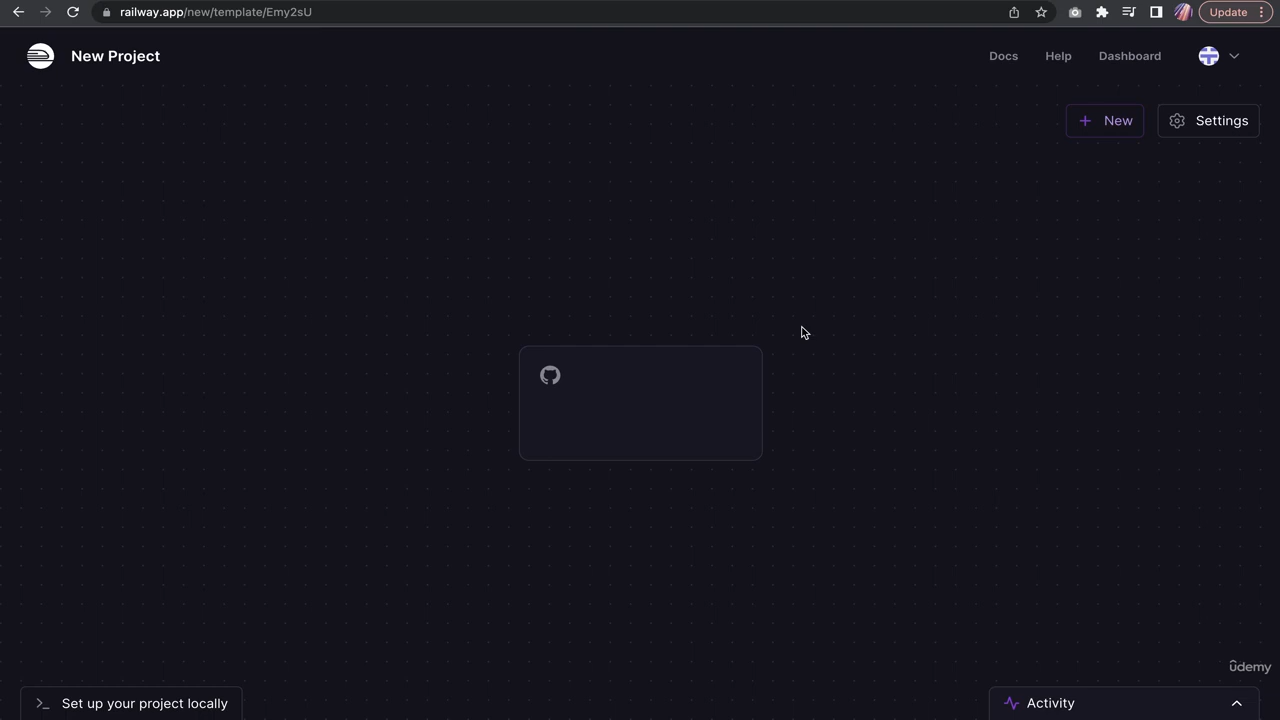 railway.app/new/template/Emy2sU
Update
New Project
Docs
Help
Dashboard
+ New
Settings
ûdemy
>_ Set up your project locally
Activity